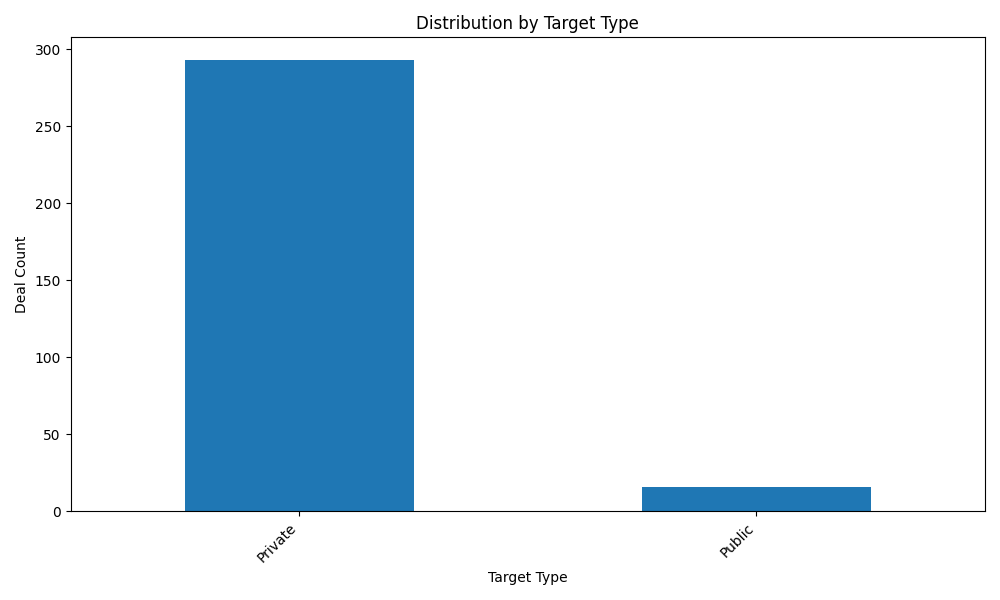 Distribution by Target Type
300
250
200
150
100
50
0
Deal Count
Private
Public
Target Type